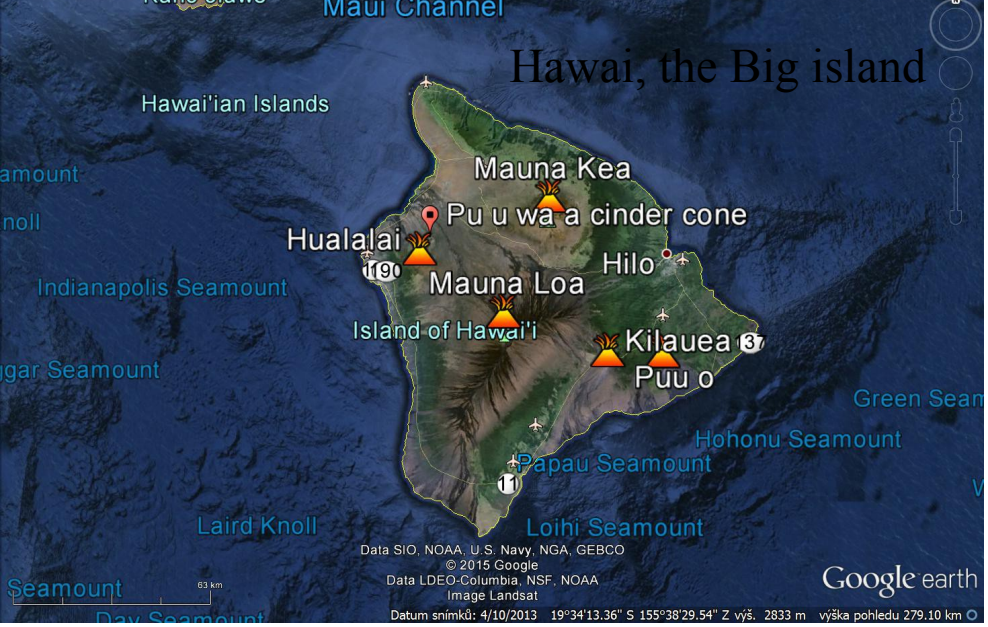 Maui Channel
Hawai, the Big island
Hawai'ian Islands
Mauna Kea
amount
Pu u wa a cinder cone
noll
Hualalai
Hilo
190
Mauna Loa
Indianapolis Seamount
Island of Hawai'i
Kilauea
137
ggar Seamount
Puu o
Green Seam
Hohonu Seamount
Papau Seamount
11
W
Laird Knoll
Loihi Seamount
Data SIO, NOAA, U.S. Navy, NGA, GEBCO
© 2015 Google
Data LDEO-Columbia, NSF, NOAA
Image Landsat
Seamount
63 km
Google earth
Day Seamount
Datum snímků: 4/10/2013 19°34'13.36" S 155°38'29.54" Z výš. 2833 m výška pohledu 279.10 km